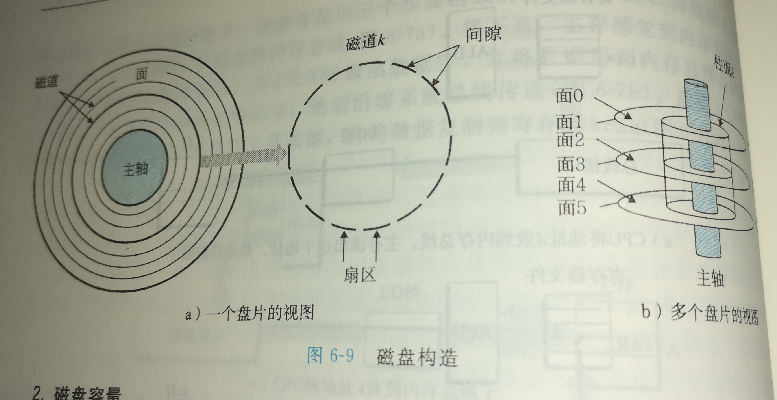 磁道
面
主轴
磁道k
间隙
扇区
a）一个盘片的视图
面0
面1
面2
面3
面4
面5
主轴
b）多个盘片的视图
图 6-9 磁盘构造
2. 磁盘容量